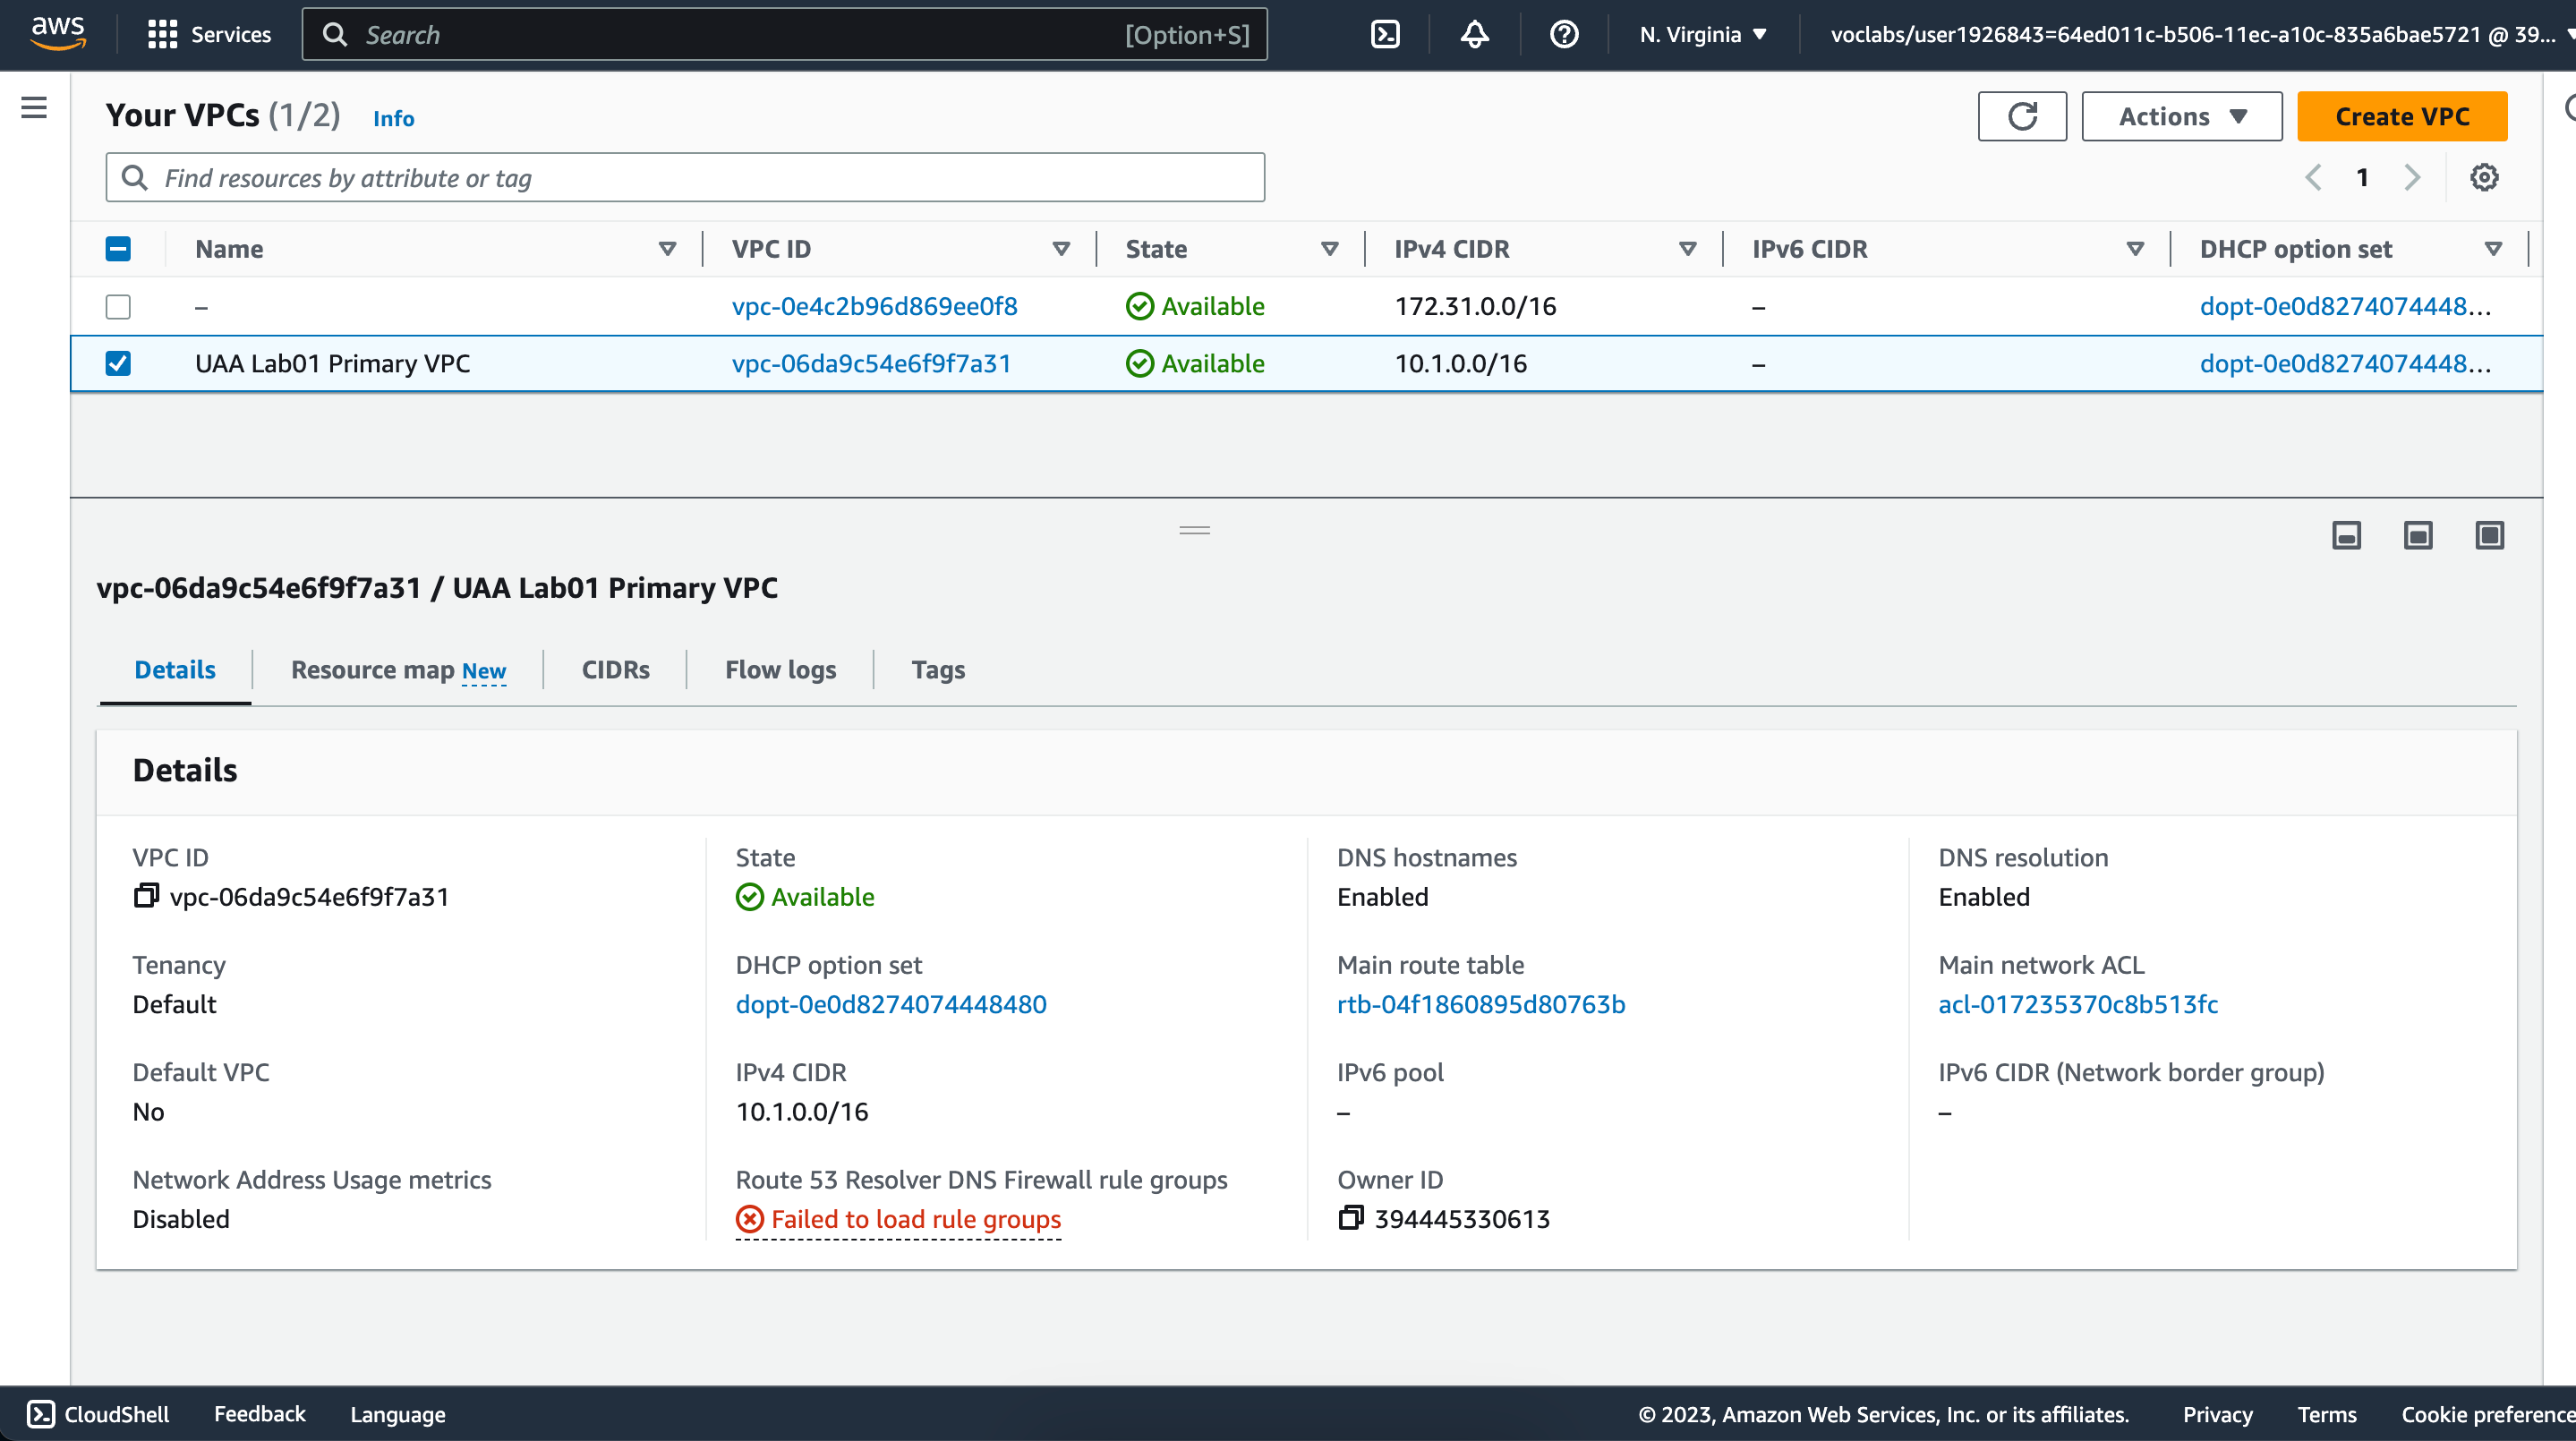 aws Services Search [Option+S] N. Virginia voclabs/user1926843=64ed011c-b506-11ec-a10c-835a6bae5721 @ 39...
Your VPCs (1/2) Info Actions Create VPC
Find resources by attribute or tag 1
Name VPC ID State IPv4 CIDR IPv6 CIDR DHCP option set
– vpc-0e4c2b96d869ee0f8 Available 172.31.0.0/16 – dopt-0e0d8274074448...
UAA Lab01 Primary VPC vpc-06da9c54e6f9f7a31 Available 10.1.0.0/16 – dopt-0e0d8274074448...
vpc-06da9c54e6f9f7a31 / UAA Lab01 Primary VPC
Details Resource map New CIDRs Flow logs Tags
Details
VPC ID State DNS hostnames DNS resolution
vpc-06da9c54e6f9f7a31 Available Enabled Enabled
Tenancy DHCP option set Main route table Main network ACL
Default dopt-0e0d8274074448480 rtb-04f1860895d80763b acl-017235370c8b513fc
Default VPC IPv4 CIDR IPv6 pool IPv6 CIDR (Network border group)
No 10.1.0.0/16 – –
Network Address Usage metrics Route 53 Resolver DNS Firewall rule groups Owner ID
Disabled Failed to load rule groups 394445330613
CloudShell Feedback Language © 2023, Amazon Web Services, Inc. or its affiliates. Privacy Terms Cookie preference